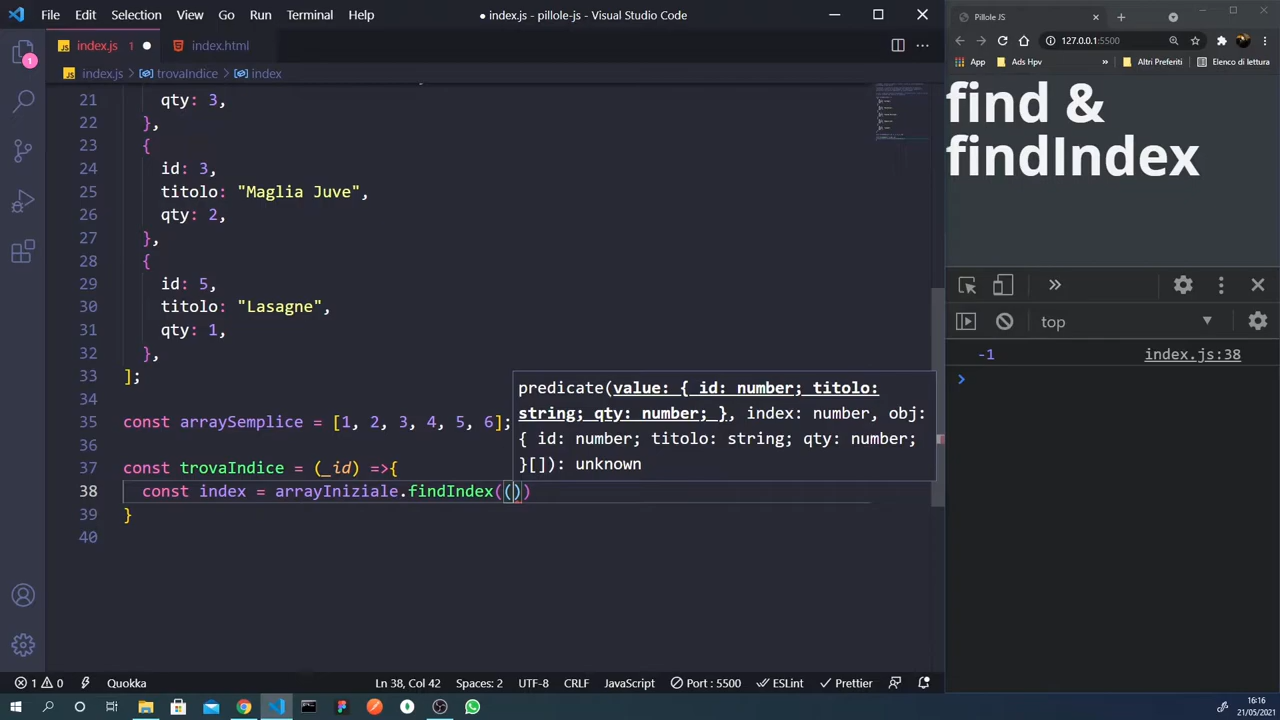 File Edit Selection View Go Run Terminal Help
● index.js - pillole-js - Visual Studio Code
Pillole JS
JS index.js 1 ●
index.html
127.0.0.1:5500
JS index.js > trovaIndice > index
App Ads Hpv » Altri Preferiti Elenco di lettura
find &
findIndex
21 qty: 3,
22 },
23 {
24 id: 3,
25 titolo: "Maglia Juve",
26 qty: 2,
27 },
28 {
29 id: 5,
30 titolo: "Lasagne",
31 qty: 1,
32 },
33 ];
34
35 const arraySemplice = [1, 2, 3, 4, 5, 6];
36
37 const trovaIndice = (_id) =>{
38 const index = arrayIniziale.findIndex(())
39 }
40
predicate(value: { id: number; titolo:
string; qty: number; }, index: number, obj:
{ id: number; titolo: string; qty: number;
}[]): unknown
»
top
-1 index.js:38
1 0 Quokka Ln 38, Col 42 Spaces: 2 UTF-8 CRLF JavaScript Port : 5500 ESLint Prettier
16:16
21/05/2021